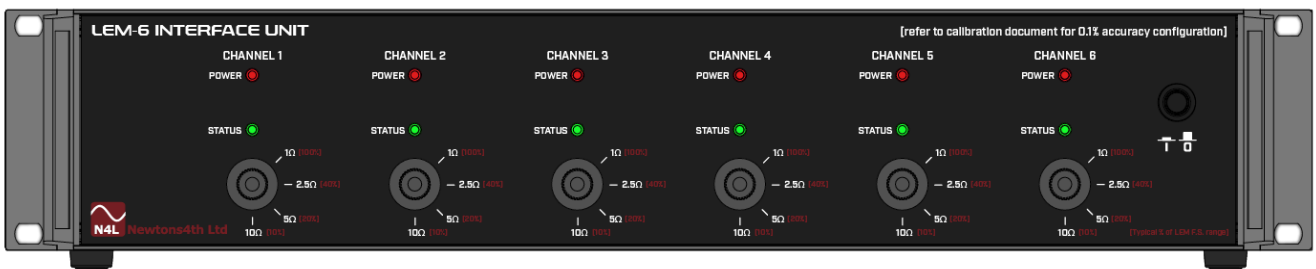 LEM-6 INTERFACE UNIT
[refer to calibration document for 0.1% accuracy configuration]
CHANNEL 1 CHANNEL 2 CHANNEL 3 CHANNEL 4 CHANNEL 5 CHANNEL 6
POWER POWER POWER POWER POWER POWER
STATUS STATUS STATUS STATUS STATUS STATUS
1Ω [100%] 1Ω [100%] 1Ω [100%] 1Ω [100%] 1Ω [100%] 1Ω [100%]
I O
2.5Ω [40%] 2.5Ω [40%] 2.5Ω [40%] 2.5Ω [40%] 2.5Ω [40%] 2.5Ω [40%]
5Ω [20%] 5Ω [20%] 5Ω [20%] 5Ω [20%] 5Ω [20%] 5Ω [20%]
N4L Newtons4th Ltd
10Ω [10%] 10Ω [10%] 10Ω [10%] 10Ω [10%] 10Ω [10%] 10Ω [10%]
[Typical % of LEM F.S. range]